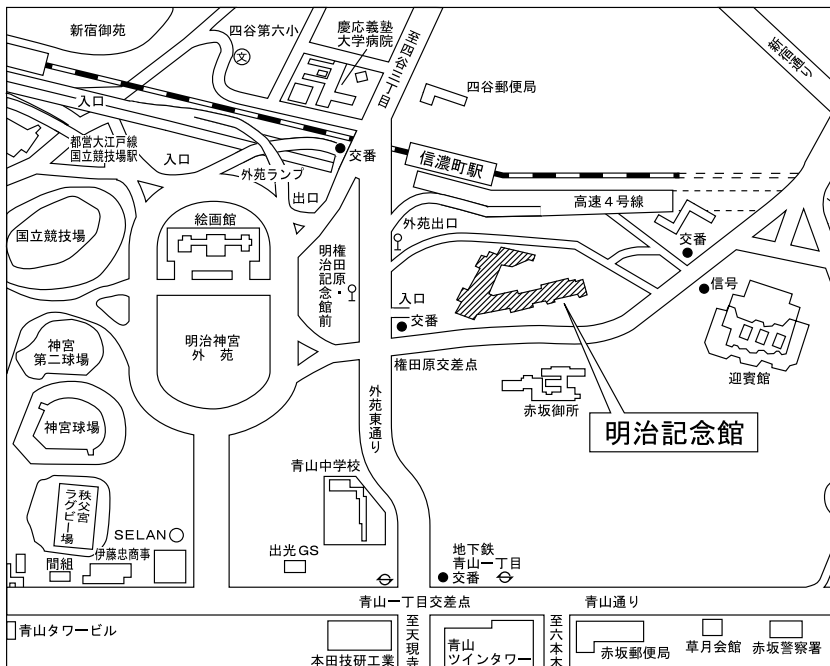 新宿御苑
四谷第六小
慶応義塾
大学病院
至四谷三丁目
新宿通り
文
四谷郵便局
入口
都営大江戸線
国立競技場駅
入口
外苑ランプ
交番
信濃町駅
出口
高速4号線
絵画館
国立競技場
外苑出口
交番
権田原・
明治記念館前
入口
信号
交番
神宮
第二球場
明治神宮
外苑
権田原交差点
迎賓館
赤坂御所
外苑東通り
神宮球場
明治記念館
青山中学校
秩父宮
ラグビー場
SELAN
伊藤忠商事
間組
出光GS
地下鉄
青山一丁目
交番
青山一丁目交差点
青山通り
青山タワービル
本田技研工業
至天現寺
青山
ツインタワー
至六本木
赤坂郵便局
草月会館
赤坂警察署